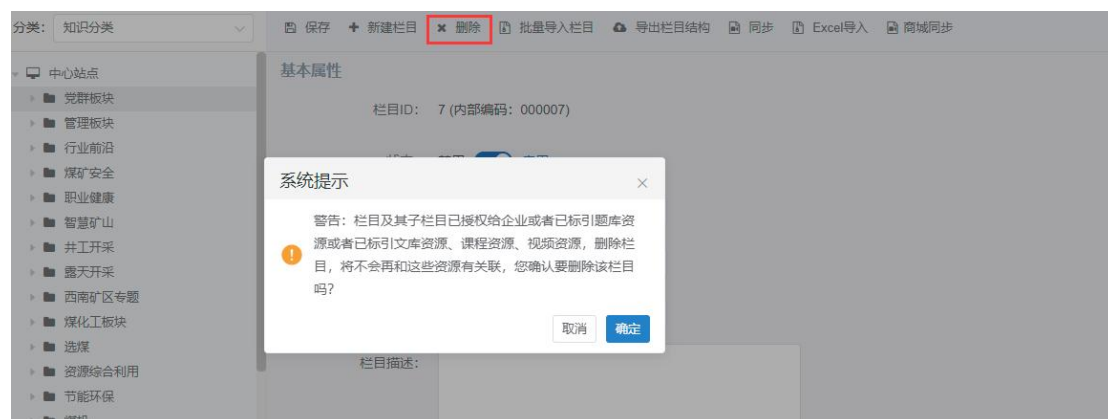 分类： 知识分类
保存 新建栏目 删除 批量导入栏目 导出栏目结构 同步 Excel导入 商城同步
中心站点
党群板块
管理板块
行业前沿
煤矿安全
职业健康
智慧矿山
井工开采
露天开采
西南矿区专题
煤化工板块
选煤
资源综合利用
节能环保
基本属性
栏目ID： 7 (内部编码：000007)
系统提示
警告：栏目及其子栏目已授权给企业或者已标引题库资
源或者已标引文库资源、课程资源、视频资源，删除栏
目，将不会再和这些资源有关联，您确认要删除该栏目
吗？
取消 确定
栏目描述：